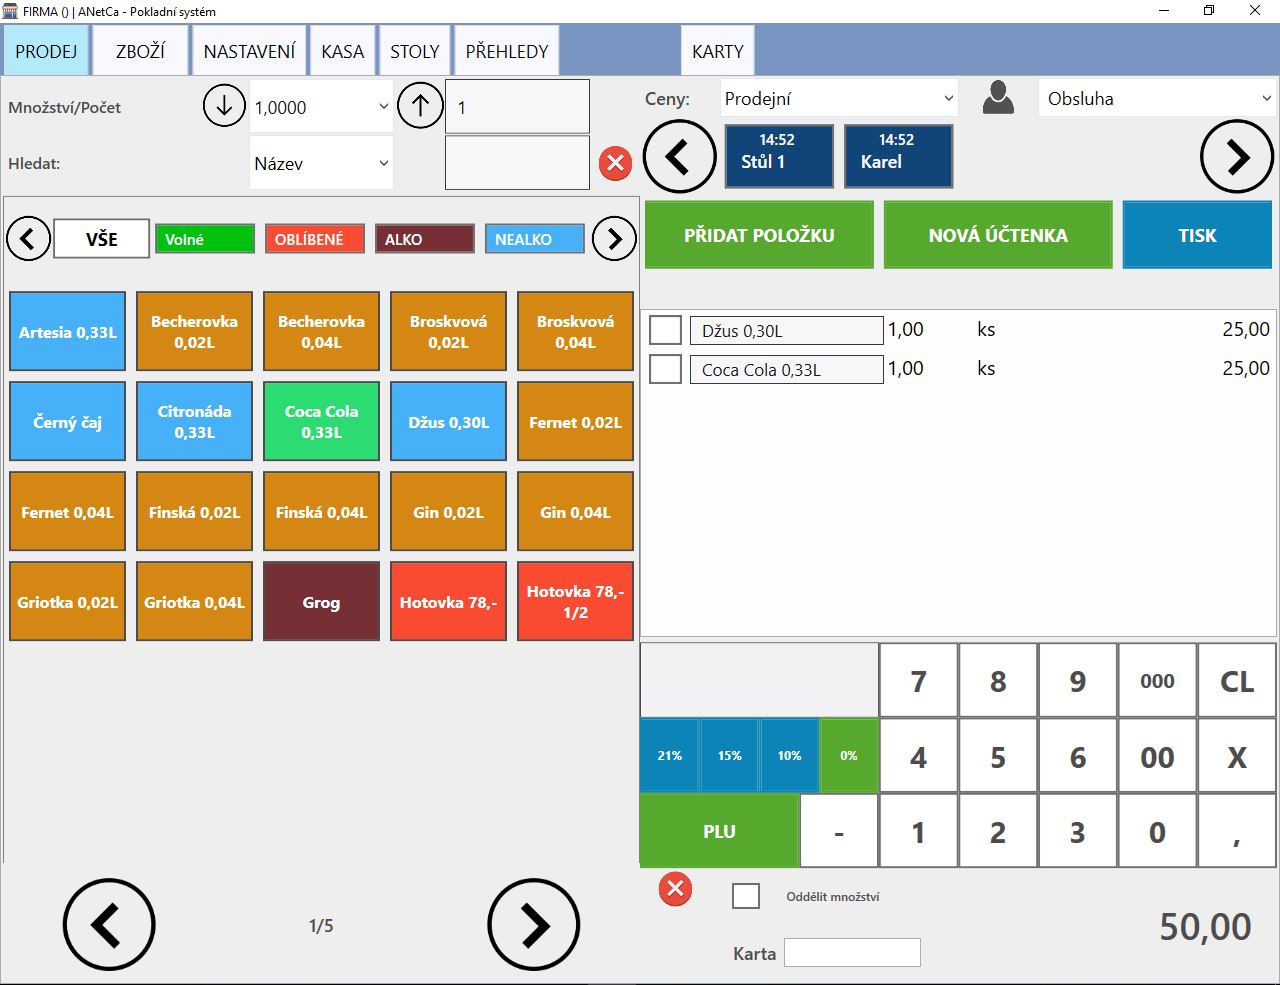 FIRMA () | ANetCa - Pokladní systém
PRODEJ
ZBOŽÍ
NASTAVENÍ
KASA
STOLY
PŘEHLEDY
KARTY
Množství/Počet
1,0000
1
Hledat:
Název
Ceny:
Prodejní
Obsluha
14:52
Stůl 1
14:52
Karel
VŠE
Volné
OBLÍBENÉ
ALKO
NEALKO
PŘIDAT POLOŽKU
NOVÁ ÚČTENKA
TISK
Artesia 0,33L
Becherovka
0,02L
Becherovka
0,04L
Broskvová
0,02L
Broskvová
0,04L
Černý čaj
Citronáda
0,33L
Coca Cola
0,33L
Džus 0,30L
Fernet 0,02L
Fernet 0,04L
Finská 0,02L
Finská 0,04L
Gin 0,02L
Gin 0,04L
Griotka 0,02L
Griotka 0,04L
Grog
Hotovka 78,-
Hotovka 78,-
1/2
1/5
Džus 0,30L 1,00 ks 25,00
Coca Cola 0,33L 1,00 ks 25,00
7 8 9 000 CL
21% 15% 10% 0% 4 5 6 00 X
PLU - 1 2 3 0 ,
Oddělit množství
50,00
Karta